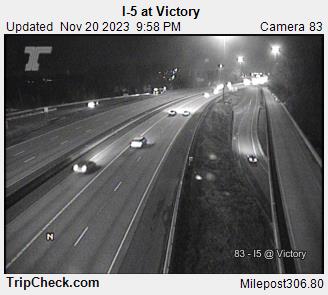 I-5 at Victory
Updated Nov 20 2023 9:58 PM Camera 83
T
N
83 - I5 @ Victory
TripCheck.com Milepost306.80